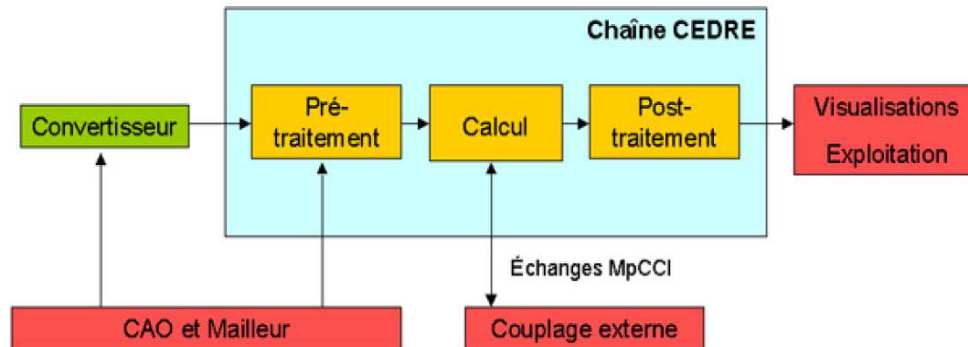 Chaîne CEDRE
Convertisseur
Pré-
traitement
Calcul
Post-
traitement
Visualisations
Exploitation
Échanges MpCCI
CAO et Mailleur
Couplage externe